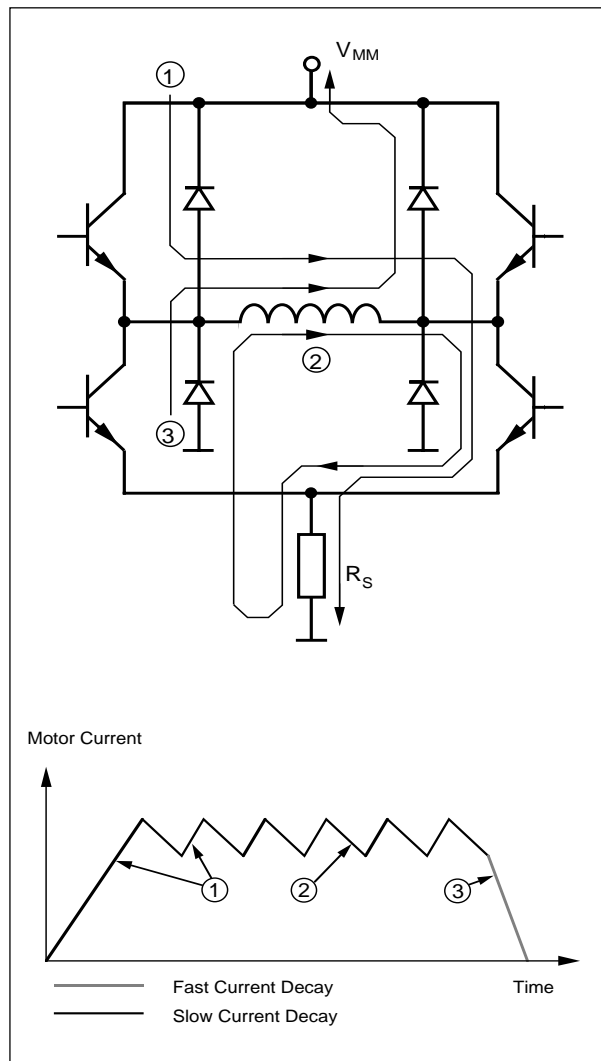 V_MM
①
③
②
R_S
Motor Current
①
②
③
Fast Current Decay
Time
Slow Current Decay